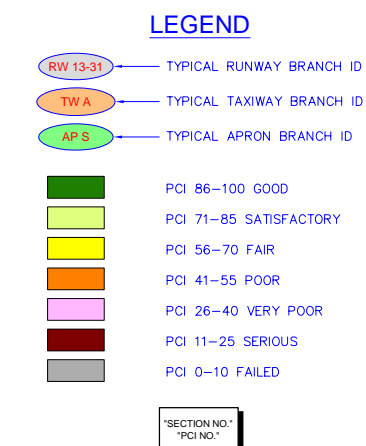 LEGEND
RW 13-31 TYPICAL RUNWAY BRANCH ID
TW A TYPICAL TAXIWAY BRANCH ID
AP S TYPICAL APRON BRANCH ID
PCI 86-100 GOOD
PCI 71-85 SATISFACTORY
PCI 56-70 FAIR
PCI 41-55 POOR
PCI 26-40 VERY POOR
PCI 11-25 SERIOUS
PCI 0-10 FAILED
"SECTION NO."
"PCI NO."